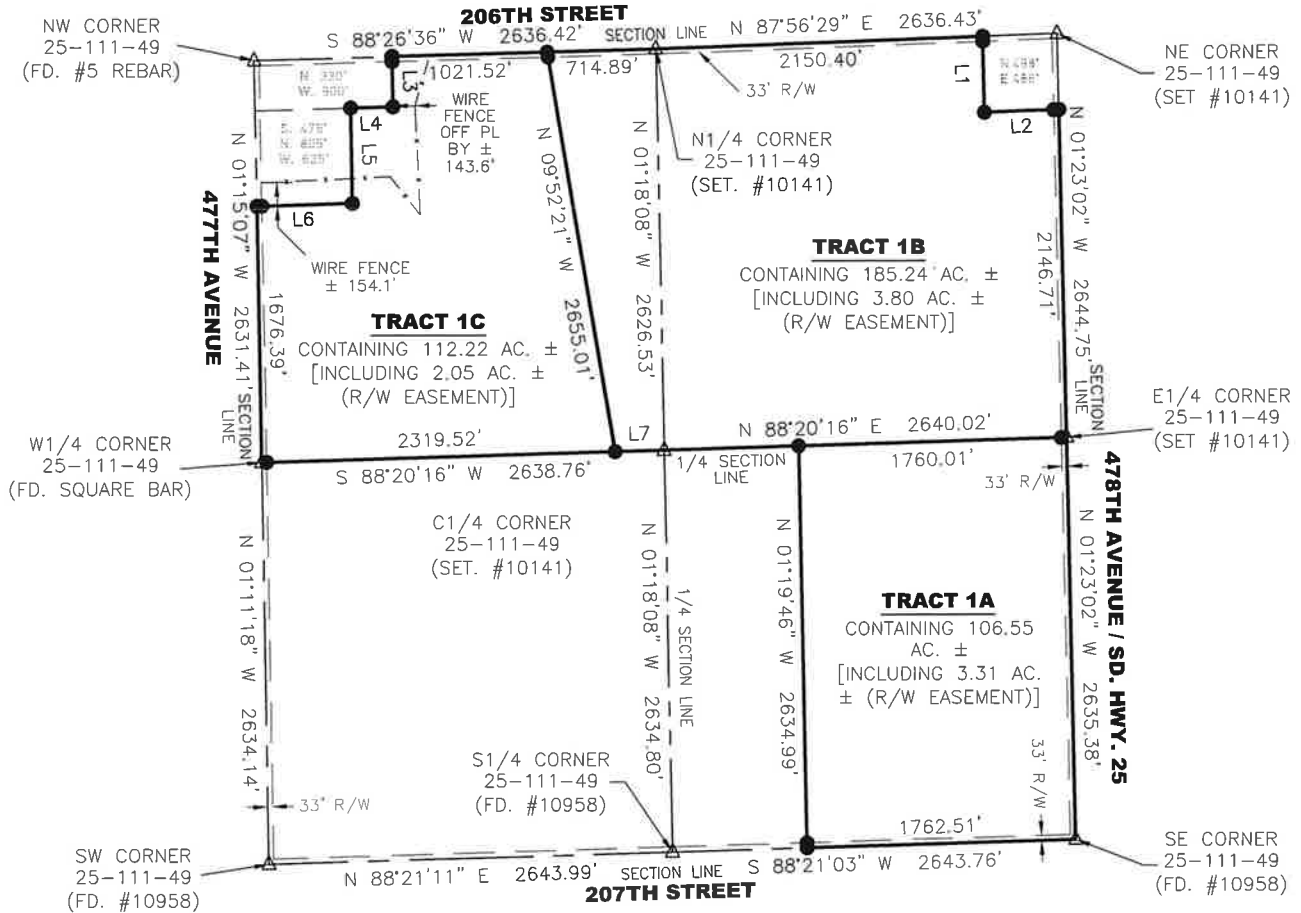 206TH STREET
NW CORNER
25-111-49
(FD. #5 REBAR)
S 88°26'36" W 2636.42'
SECTION LINE
N 87°56'29" E 2636.43'
1021.52'
714.89'
2150.40'
33' R/W
NE CORNER
25-111-49
(SET #10141)
N. 330'
W. 900'
L3
L4
L5
L6
S. 475'
N. 805'
W. 625'
WIRE
FENCE
OFF PL
BY ±
143.6'
N1/4 CORNER
25-111-49
(SET. #10141)
L1
L2
E. 486'
N 01°15'07" W 2631.41'
SECTION
LINE
477TH AVENUE
1676.39'
WIRE FENCE
± 154.1'
N 09°52'21" W 2655.01'
N 01°18'08" W 2626.53'
TRACT 1B
CONTAINING 185.24 AC. ±
[INCLUDING 3.80 AC. ±
(R/W EASEMENT)]
N 01°23'02" W 2644.75'
SECTION
LINE
2146.71'
TRACT 1C
CONTAINING 112.22 AC. ±
[INCLUDING 2.05 AC. ±
(R/W EASEMENT)]
E1/4 CORNER
25-111-49
(SET #10141)
W1/4 CORNER
25-111-49
(FD. SQUARE BAR)
2319.52'
L7
N 88°20'16" E 2640.02'
S 88°20'16" W 2638.76'
1/4 SECTION
LINE
1760.01'
33' R/W
478TH AVENUE / SD. HWY. 25
C1/4 CORNER
25-111-49
(SET. #10141)
N 01°11'18" W 2634.14'
N 01°18'08" W 2634.80'
1/4 SECTION LINE
N 01°19'46" W 2634.99'
TRACT 1A
CONTAINING 106.55
AC. ±
[INCLUDING 3.31 AC.
± (R/W EASEMENT)]
N 01°23'02" W 2635.38'
S1/4 CORNER
25-111-49
(FD. #10958)
33' R/W
33' R/W
1762.51'
SW CORNER
25-111-49
(FD. #10958)
N 88°21'11" E 2643.99'
SECTION LINE
S 88°21'03" W 2643.76'
207TH STREET
SE CORNER
25-111-49
(FD. #10958)